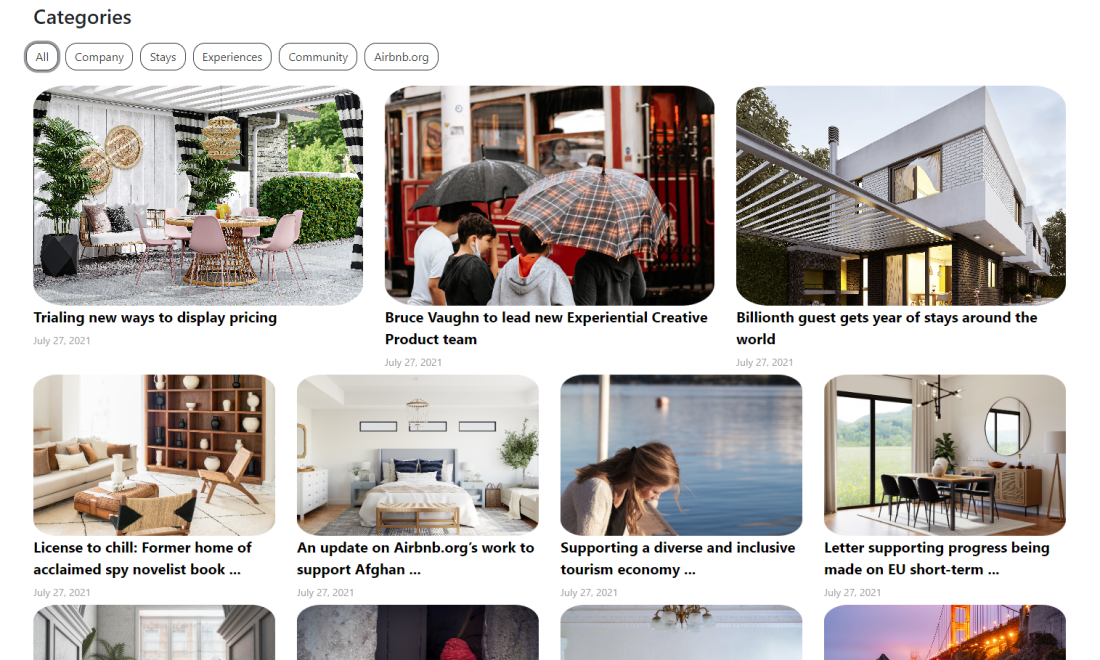 Categories
All Company Stays Experiences Community Airbnb.org
Trialing new ways to display pricing
July 27, 2021
Bruce Vaughn to lead new Experiential Creative
Product team
July 27, 2021
Billionth guest gets year of stays around the
world
July 27, 2021
License to chill: Former home of
acclaimed spy novelist book ...
July 27, 2021
An update on Airbnb.org’s work to
support Afghan ...
July 27, 2021
Supporting a diverse and inclusive
tourism economy ...
July 27, 2021
Letter supporting progress being
made on EU short-term ...
July 27, 2021